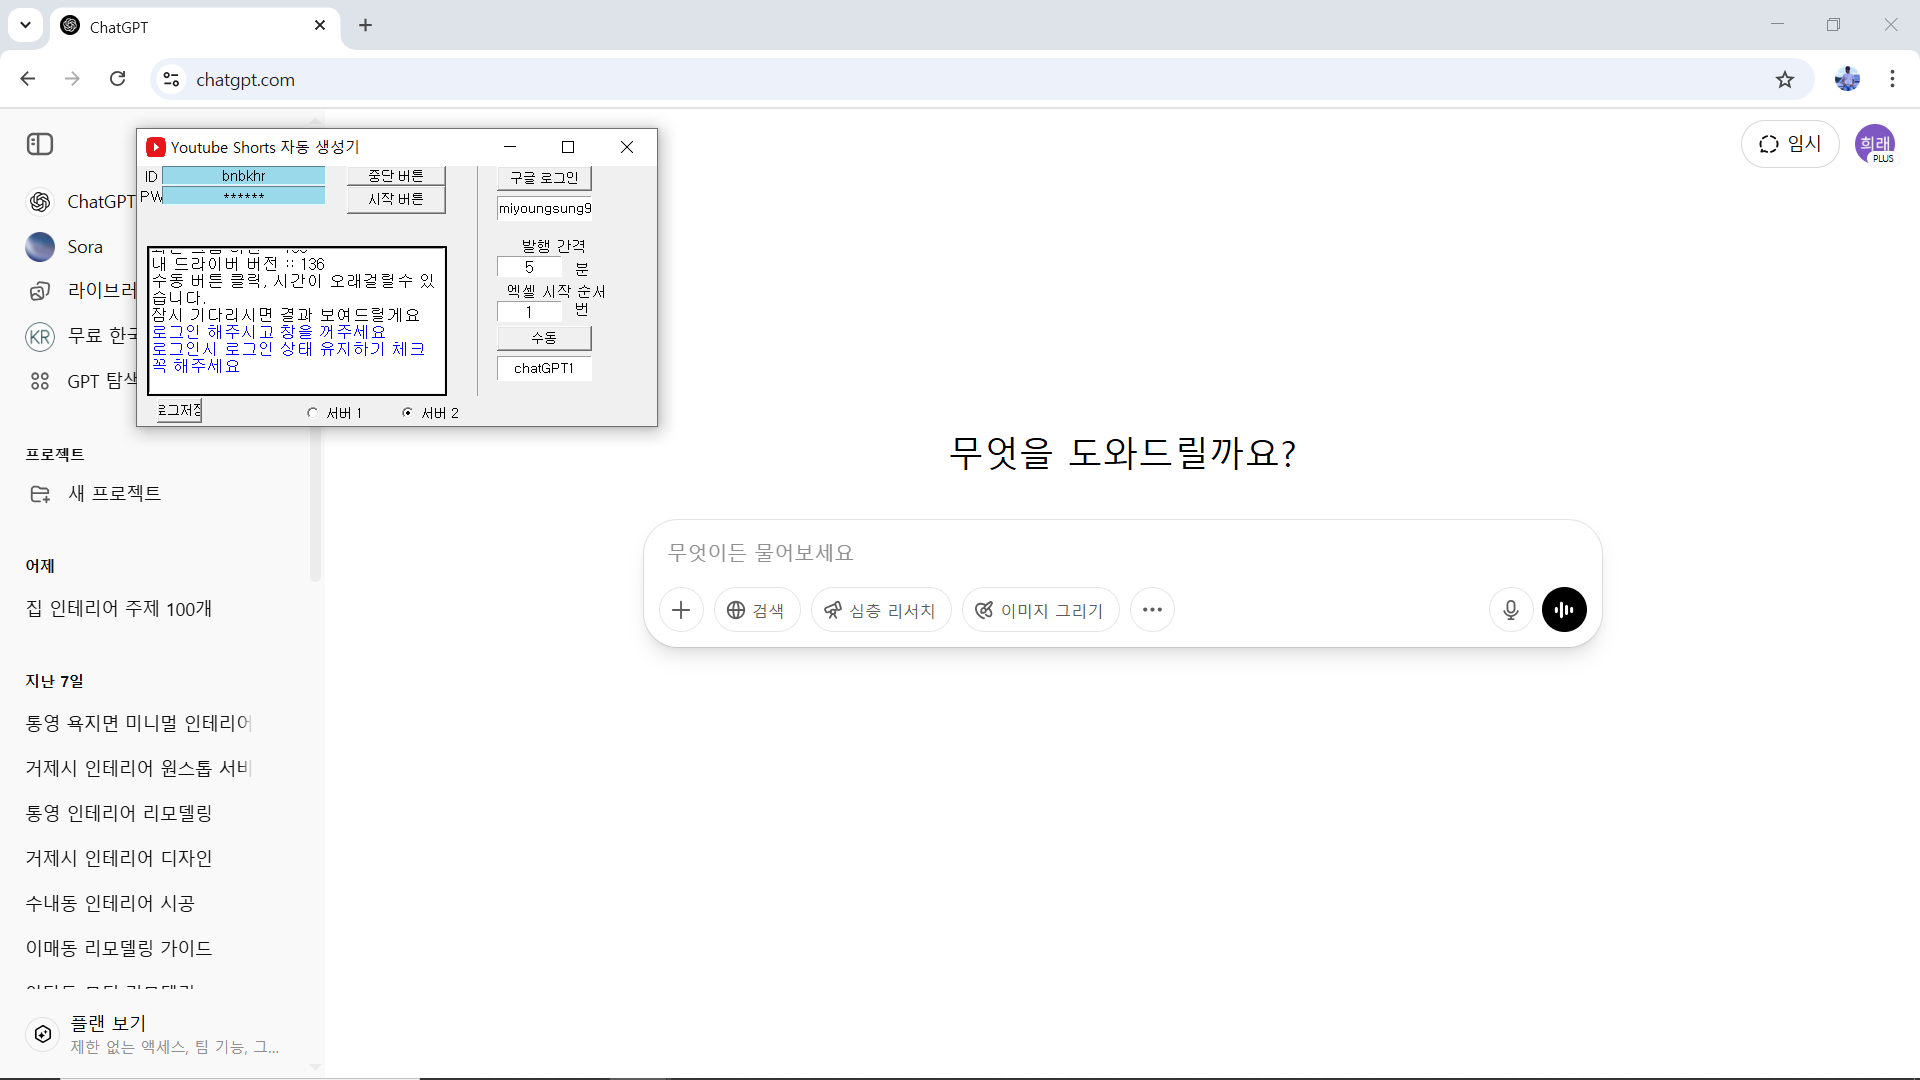 ChatGPT
chatgpt.com
임시
희래
PLUS
ChatGPT
Sora
라이브러
무료 한국
KR
GPT 탐색
프로젝트
새 프로젝트
어제
집 인테리어 주제 100개
지난 7일
통영 욕지면 미니멀 인테리어
거제시 인테리어 원스톱 서비
통영 인테리어 리모델링
거제시 인테리어 디자인
수내동 인테리어 시공
이매동 리모델링 가이드
플랜 보기
제한 없는 액세스, 팀 기능, 그...
Youtube Shorts 자동 생성기
ID bnbkhr
PW ******
중단 버튼
시작 버튼
내 드라이버 버전 :: 136
수동 버튼 클릭, 시간이 오래걸릴수 있
습니다.
잠시 기다리시면 결과 보여드릴게요
로그인 해주시고 창을 꺼주세요
로그인시 로그인 상태 유지하기 체크
꼭 해주세요
로그저장
서버 1
서버 2
구글 로그인
miyoungsung9
발행 간격
5 분
엑셀 시작 순서
1 번
수동
chatGPT1
무엇을 도와드릴까요?
무엇이든 물어보세요
검색
심층 리서치
이미지 그리기